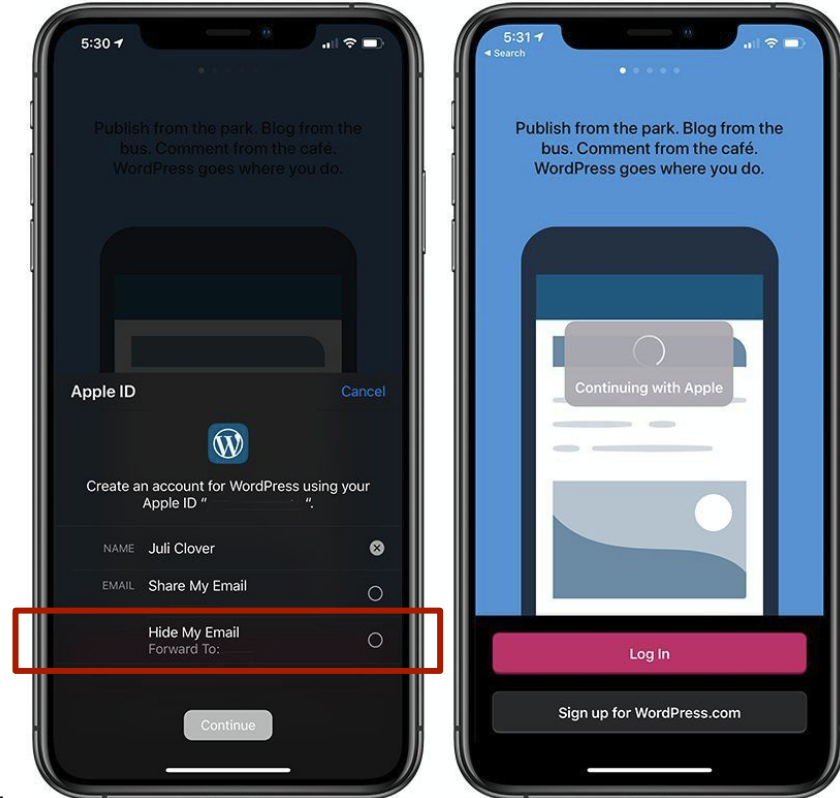 5:30
Publish from the park. Blog from the
bus. Comment from the café.
WordPress goes where you do.
Apple ID
Cancel
Create an account for WordPress using your
Apple ID “ “.
NAME Juli Clover
EMAIL Share My Email
Hide My Email
Forward To:
Continue
5:31
Search
Publish from the park. Blog from the
bus. Comment from the café.
WordPress goes where you do.
Continuing with Apple
Log In
Sign up for WordPress.com